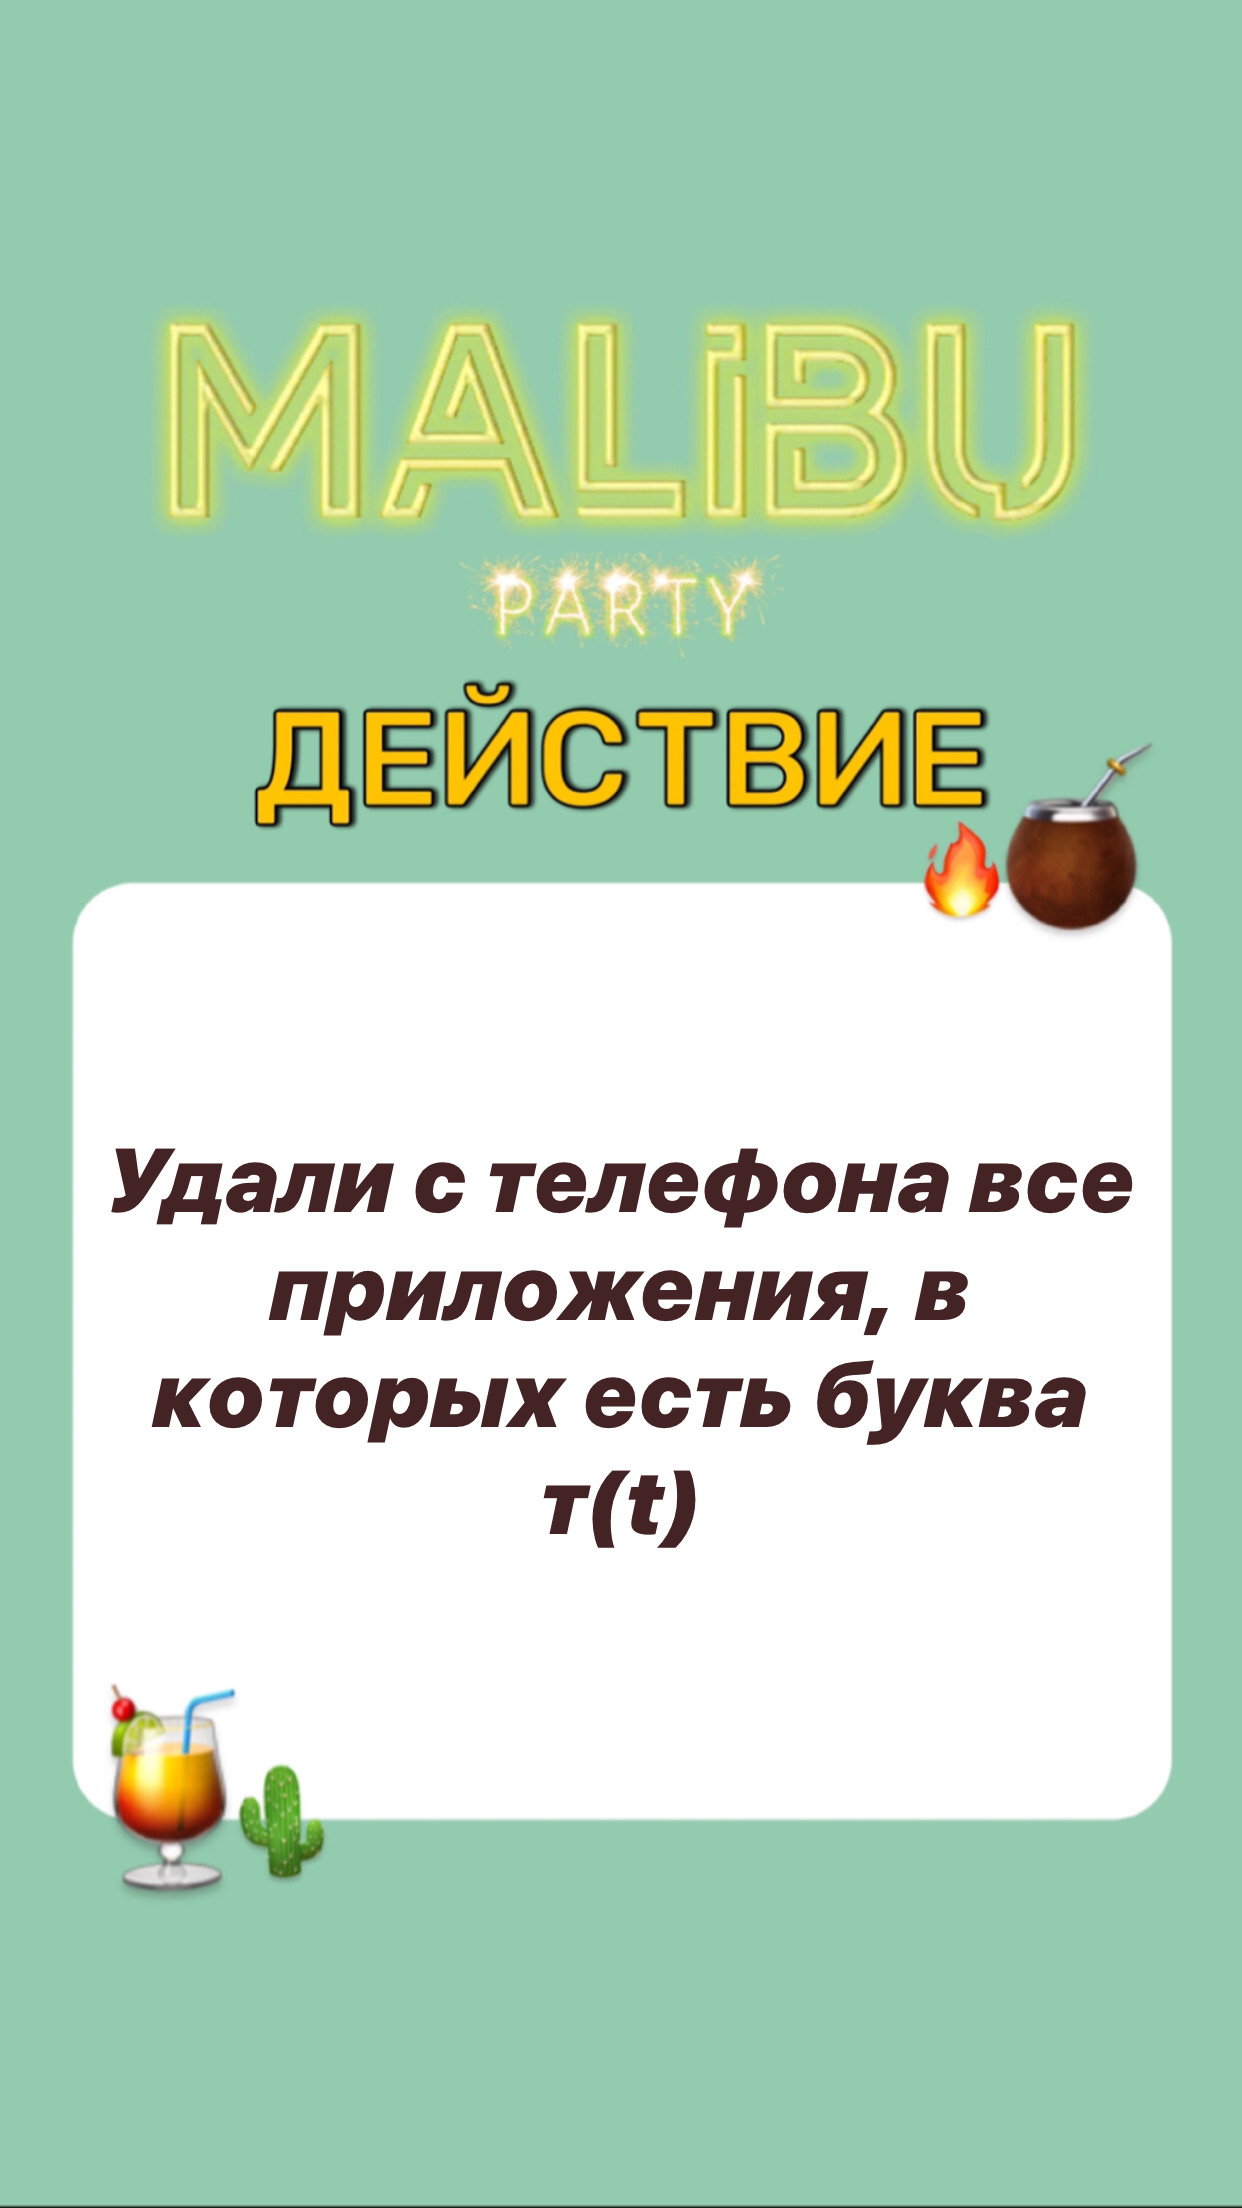 MALiBU
PARTY
ДЕЙСТВИЕ
Удали с телефона все
приложения, в
которых есть буква
т(t)